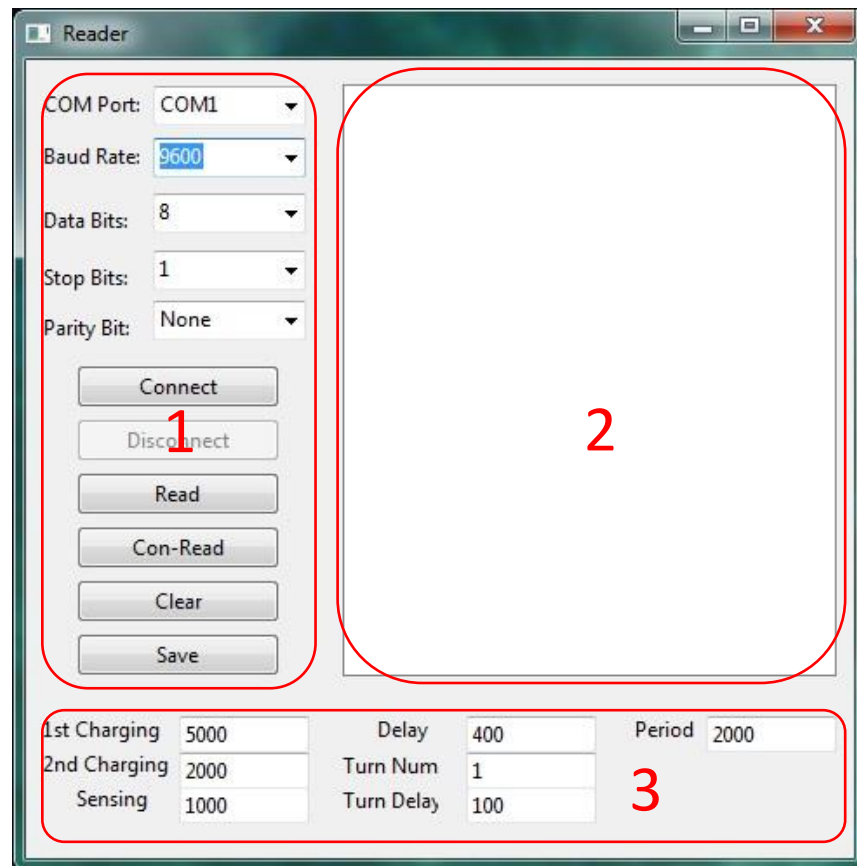 Reader
COM Port: COM1
Baud Rate: 9600
Data Bits: 8
Stop Bits: 1
Parity Bit: None
Connect
Disconnect
1
Read
Con-Read
Clear
Save
2
1st Charging 5000 Delay 400 Period 2000
2nd Charging 2000 Turn Num 1
Sensing 1000 Turn Delay 100
3